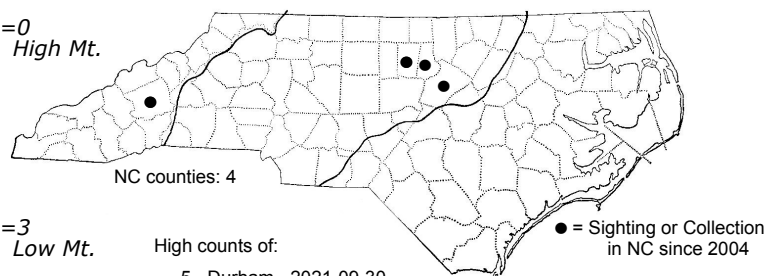 =0
High Mt.
NC counties: 4
=3
Low Mt.
High counts of:
● = Sighting or Collection
in NC since 2004
5 - Durham - 2021-09-30